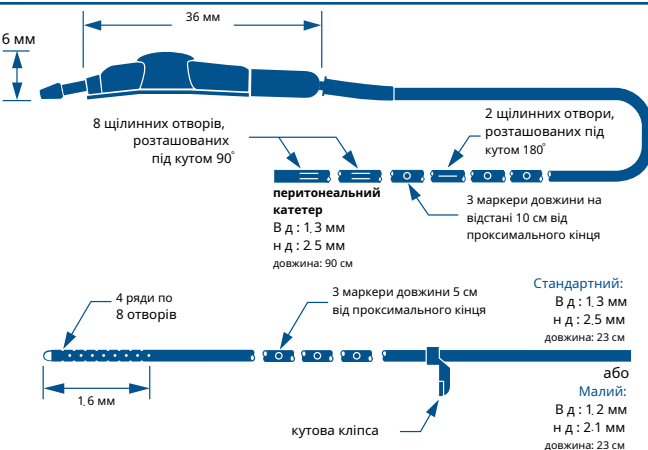 36 мм
6 мм
8 щілинних отворів,
розташованих
під кутом 90°
2 щілинні отвори,
розташованих під
кутом 180°
перитонеальний
катетер
В д : 1,3 мм
н д : 2 5 мм
довжина: 90 см
3 маркери довжини на
відстані 10 см від
проксимального кінця
4 ряди по
8 отворів
3 маркери довжини 5 см
від проксимального кінця
1,6 мм
кутова кліпса
Стандартний:
В д : 1,3 мм
н д : 2,5 мм
довжина: 23 см
або
Малий:
В д : 1,2 мм
н д : 2.1 мм
довжина: 23 см